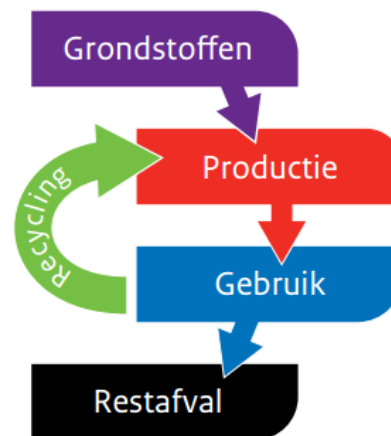 Grondstoffen
Productie
Recycling
Gebruik
Restafval